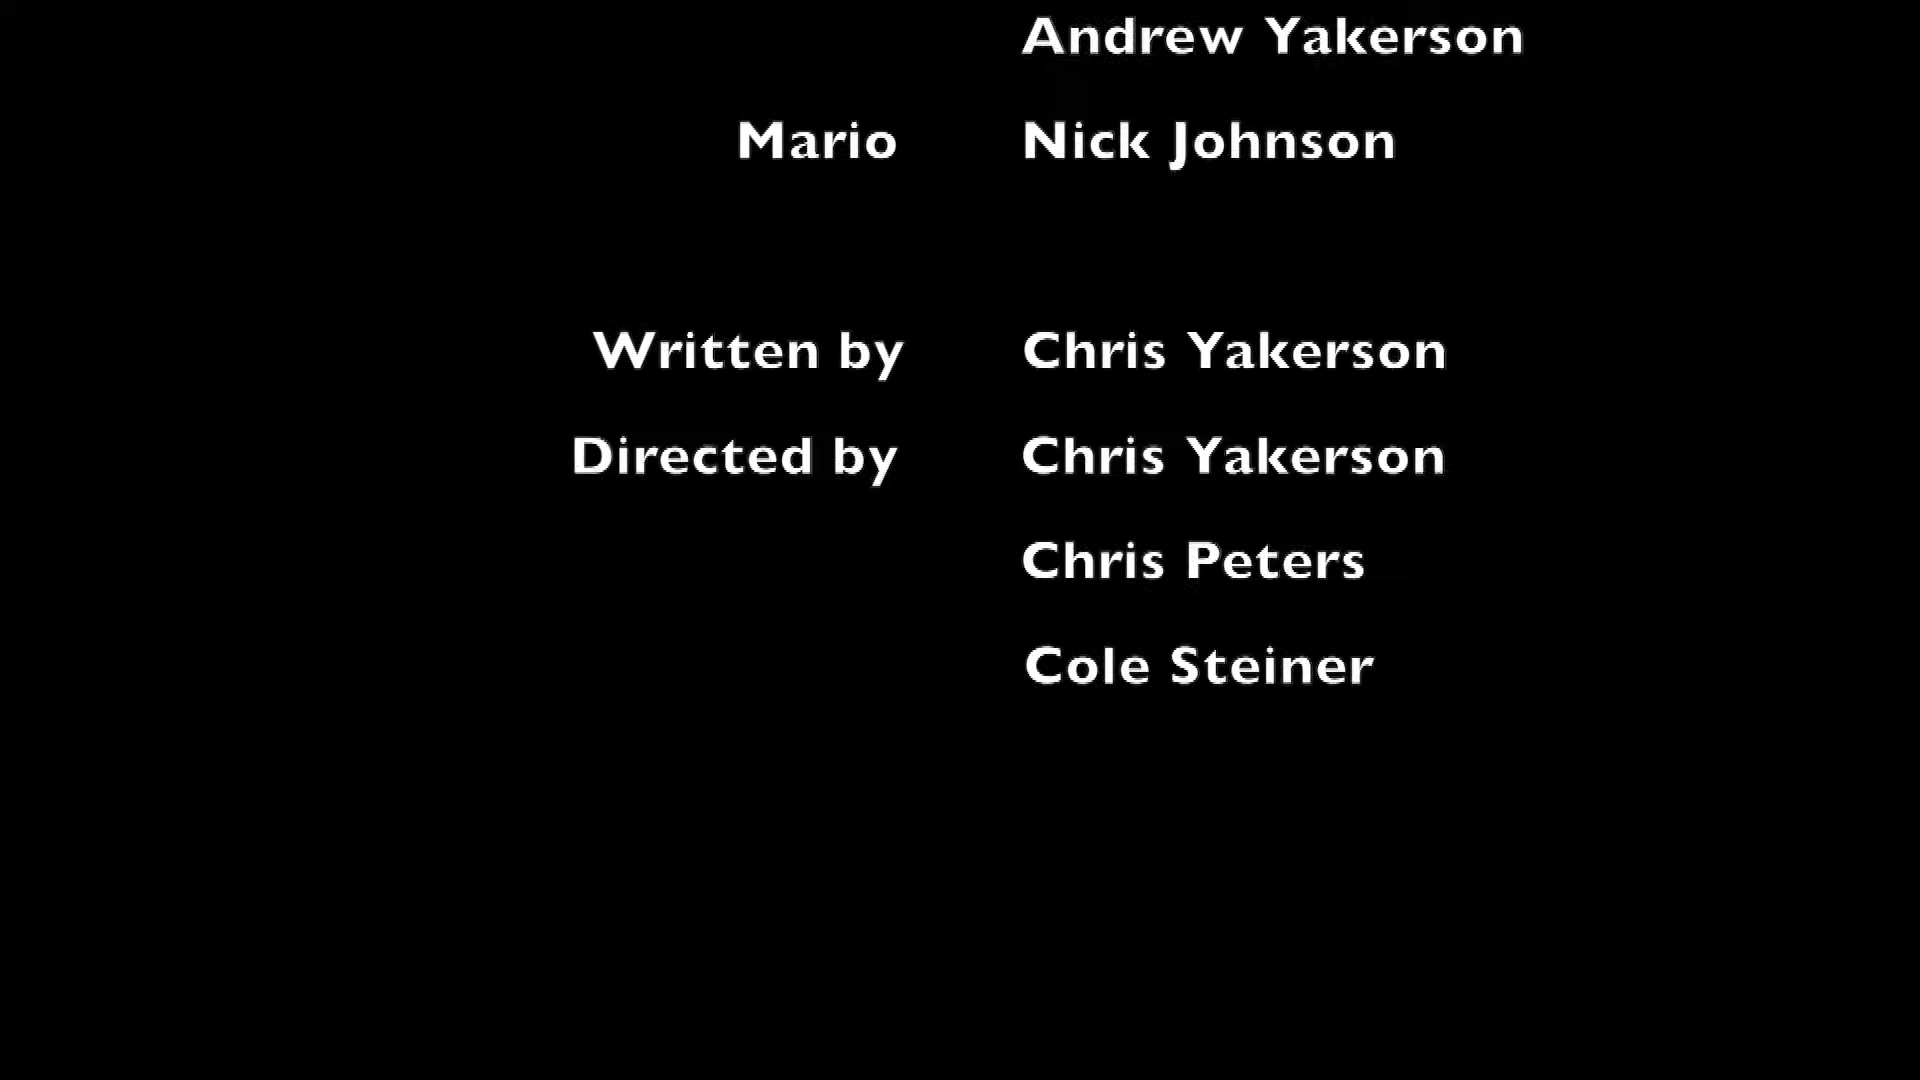 Andrew Yakerson
Mario Nick Johnson
Written by Chris Yakerson
Directed by Chris Yakerson
Chris Peters
Cole Steiner